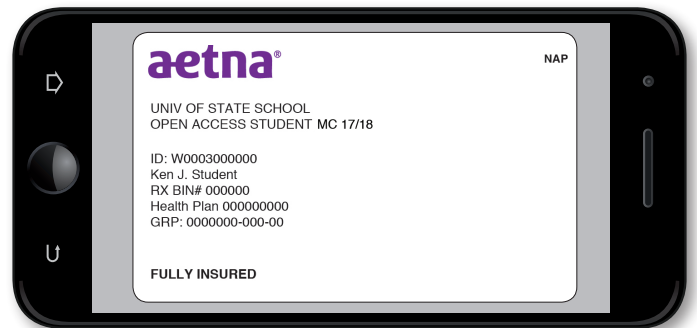 aetna®
NAP
UNIV OF STATE SCHOOL
OPEN ACCESS STUDENT MC 17/18
ID: W0003000000
Ken J. Student
RX BIN# 000000
Health Plan 000000000
GRP: 0000000-000-00
FULLY INSURED